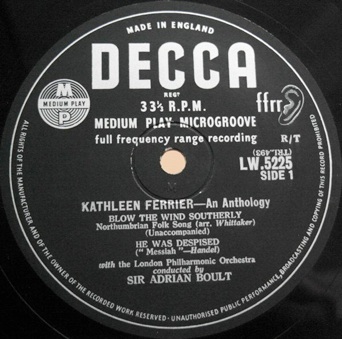 MADE IN ENGLAND
DECCA
REGD
33⅓ R.P.M.
M
MEDIUM PLAY
P
ffrr
MEDIUM PLAY MICROGROOVE
full frequency range recording
R/T
(TRL.493)
LW.5225
SIDE 1
KATHLEEN FERRIER—An Anthology
BLOW THE WIND SOUTHERLY
Northumbrian Folk Song (arr. Whittaker)
(Unaccompanied)
HE WAS DESPISED
("Messiah"—Handel)
with the London Philharmonic Orchestra
conducted by
SIR ADRIAN BOULT
ALL RIGHTS OF THE MANUFACTURER AND OF THE OWNER OF THE RECORDED WORK RESERVED · UNAUTHORISED PUBLIC PERFORMANCE, BROADCASTING AND COPYING OF THIS RECORD PROHIBITED